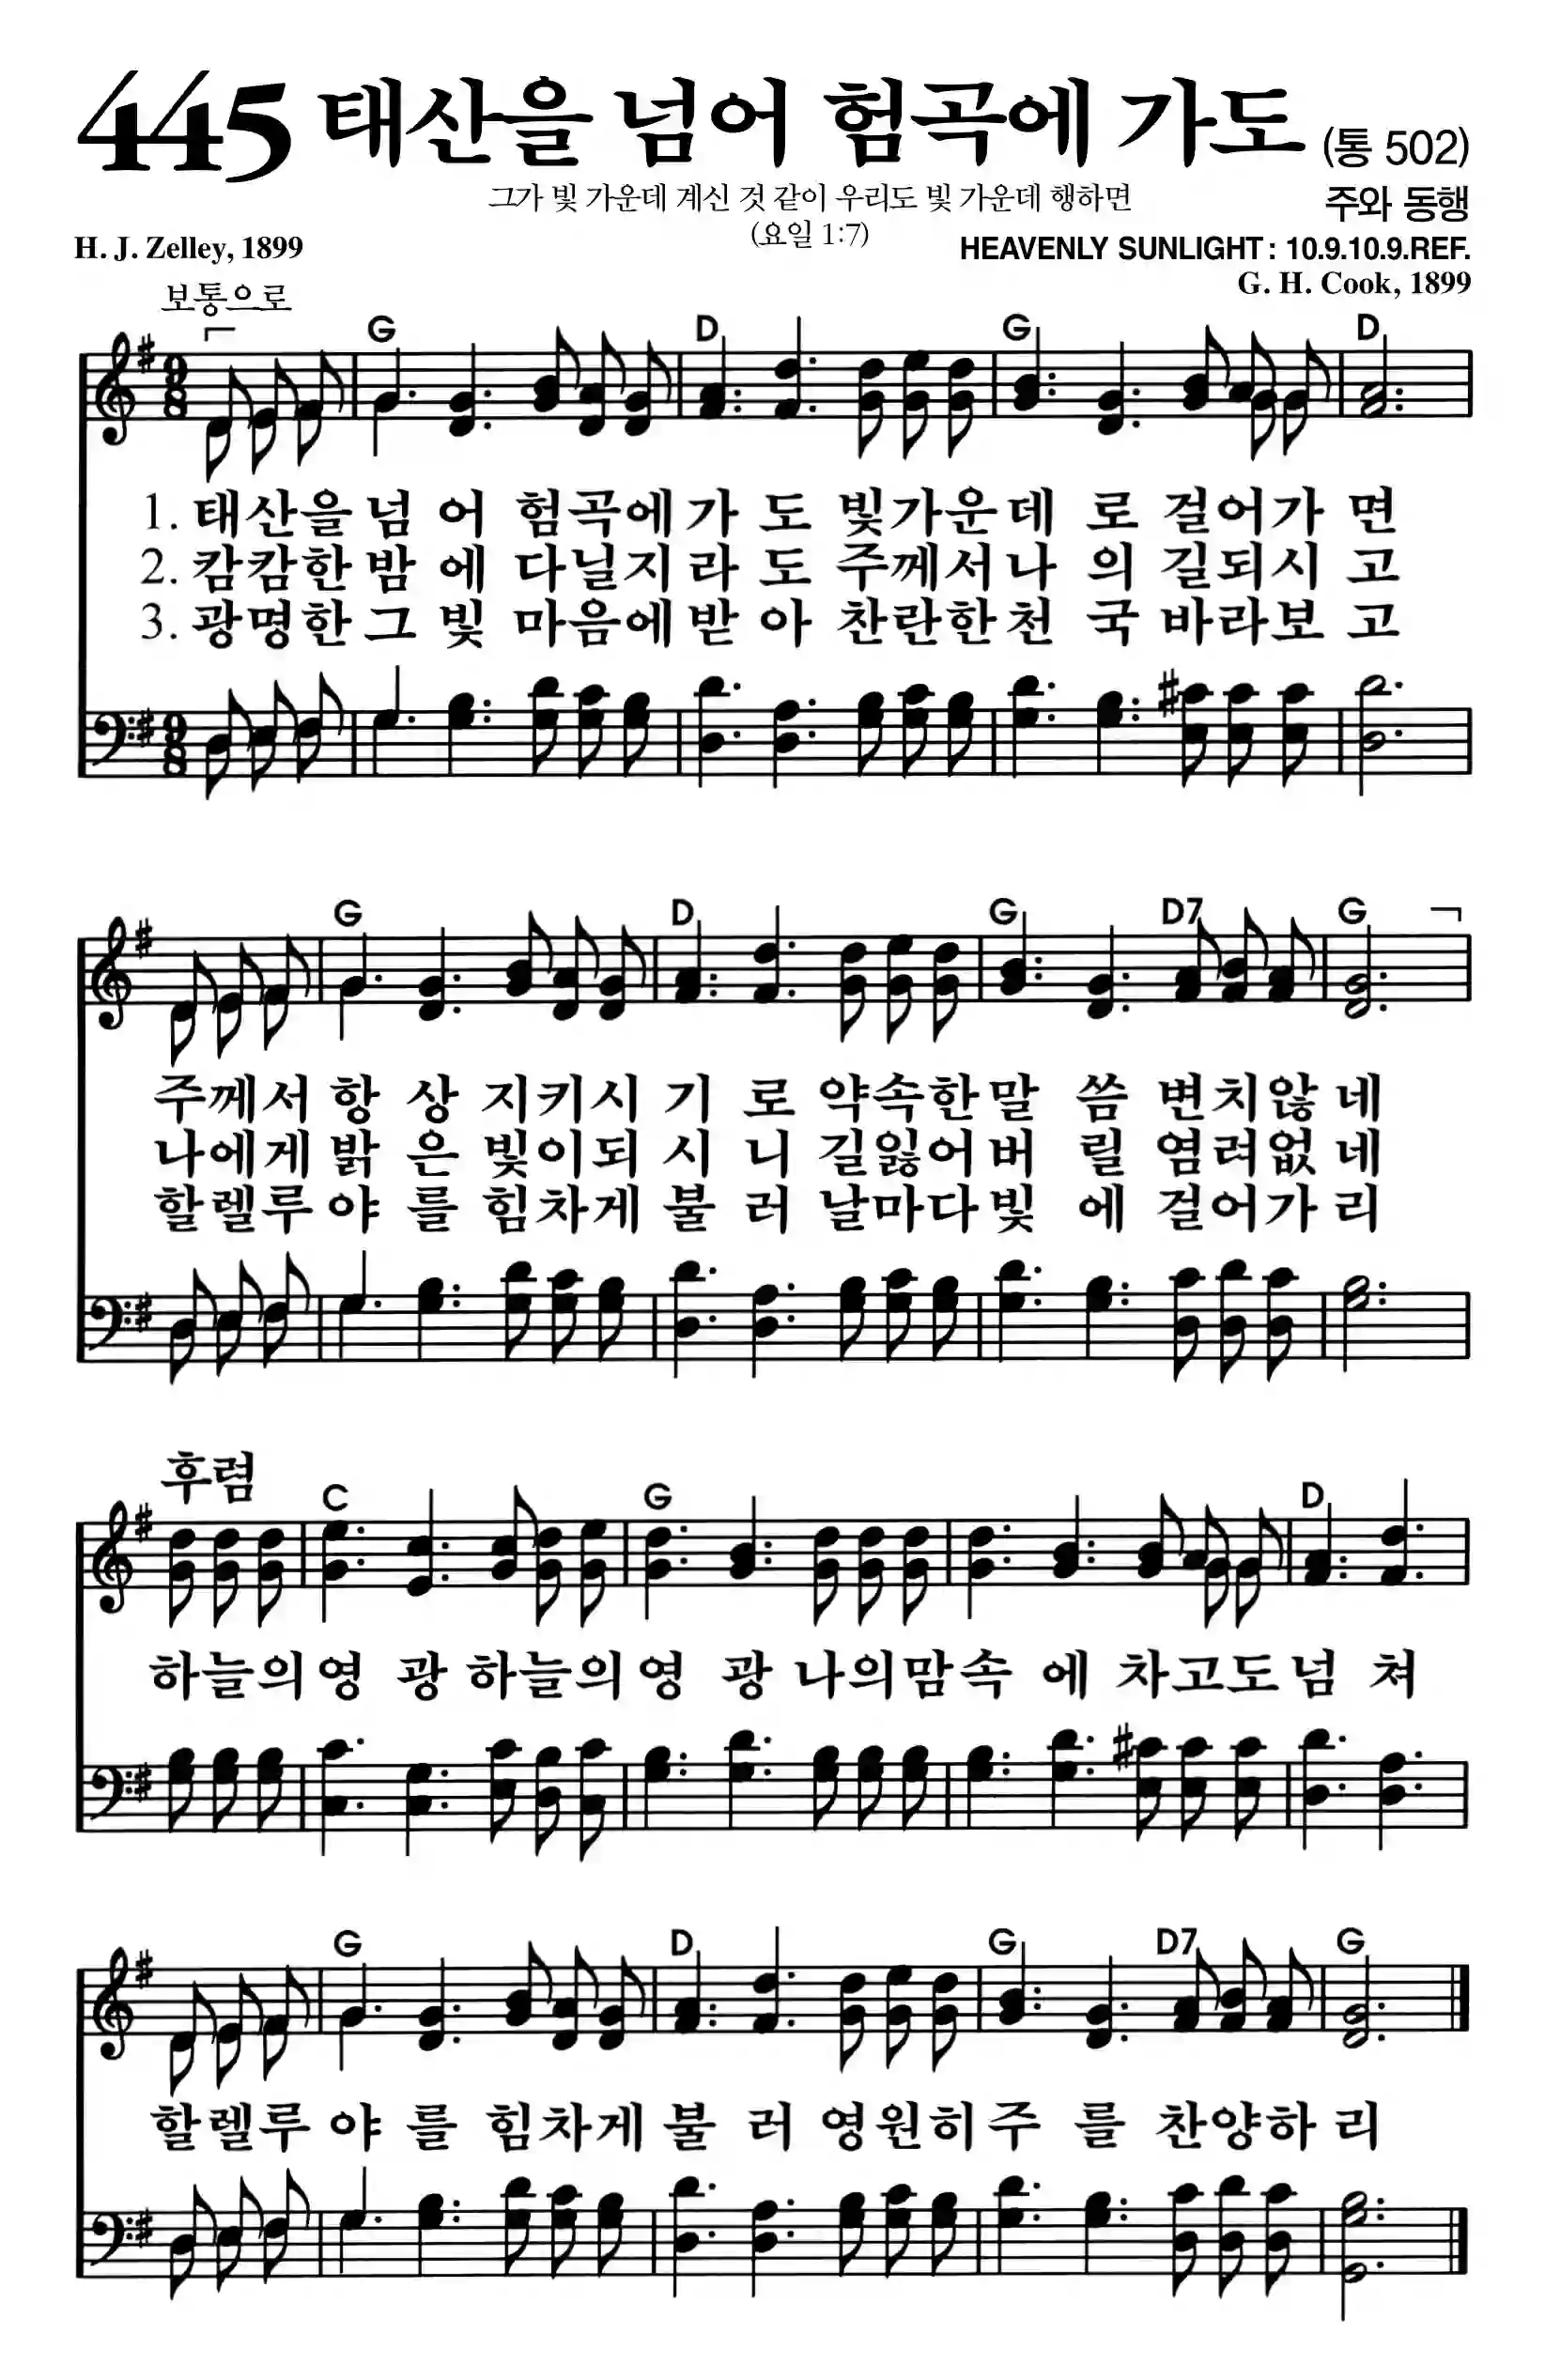 445 태산을 넘어 험곡에 가도 (통 502)
그가 빛 가운데 계신 것 같이 우리도 빛 가운데 행하면
주와 동행
(요일 1:7)
H. J. Zelley, 1899
HEAVENLY SUNLIGHT : 10.9.10.9.REF.
G. H. Cook, 1899
보통으로
G D G D
1. 태산을넘 어 험곡에가 도 빛가운데 로 걸어가 면
2. 캄캄한밤 에 다닐지라 도 주께서나 의 길되시 고
3. 광명한그 빛 마음에받 아 찬란한천 국 바라보 고
G D G D7 G
주께서항 상 지키시기 로 약속한말 씀 변치않 네
나에게밝 은 빛이되시 니 길잃어버 릴 염려없 네
할렐루야 를 힘차게불 러 날마다빛 에 걸어가 리
후렴
C G D
하늘의영 광 하늘의영 광 나의맘속 에 차고도넘 쳐
G D G D7 G
할렐루야 를 힘차게불 러 영원히주 를 찬양하 리